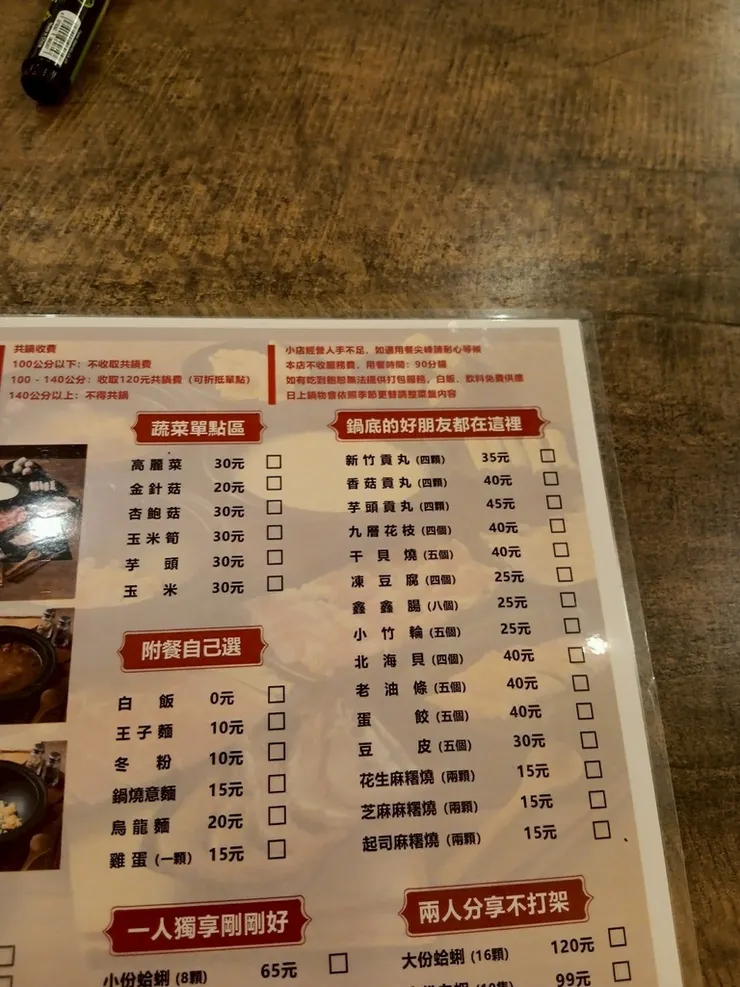 共鍋收費
100公分以下：不收取共鍋費
100 - 140公分：收取120元共鍋費（可折抵單點）
140公分以上：不得共鍋
小店經營人手不足，如遇用餐尖峰請耐心等候
本店不收服務費，用餐時間：90分鐘
如有吃到飽恕無法提供打包服務，白飯、飲料免費供應
日上鍋物會依照季節更替調整菜盤內容
蔬菜單點區
高麗菜 30元
金針菇 20元
杏鮑菇 30元
玉米筍 30元
芋頭 30元
玉米 30元
附餐自己選
白飯 0元
王子麵 10元
冬粉 10元
鍋燒意麵 15元
烏龍麵 20元
雞蛋（一顆） 15元
鍋底的好朋友都在這裡
新竹貢丸（四顆） 35元
香菇貢丸（四顆） 40元
芋頭貢丸（四顆） 45元
九層花枝（四個） 40元
干貝燒（五個） 40元
凍豆腐（四個） 25元
鑫鑫腸（八個） 25元
小竹輪（五個） 25元
北海貝（四個） 40元
老油條（五個） 40元
蛋餃（五個） 40元
豆皮（五個） 30元
花生麻糬燒（兩顆） 15元
芝麻麻糬燒（兩顆） 15元
起司麻糬燒（兩顆） 15元
一人獨享剛剛好
小份蛤蜊（8顆） 65元
兩人分享不打架
大份蛤蜊（16顆） 120元
99元